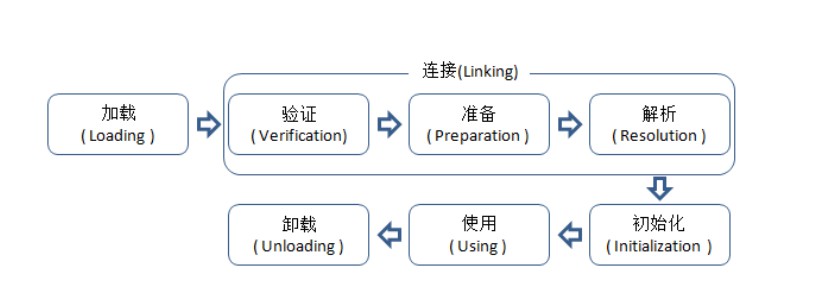 连接(Linking)
加载
( Loading )
验证
( Verification)
准备
( Preparation )
解析
( Resolution )
卸载
( Unloading )
使用
( Using )
初始化
( Initialization )